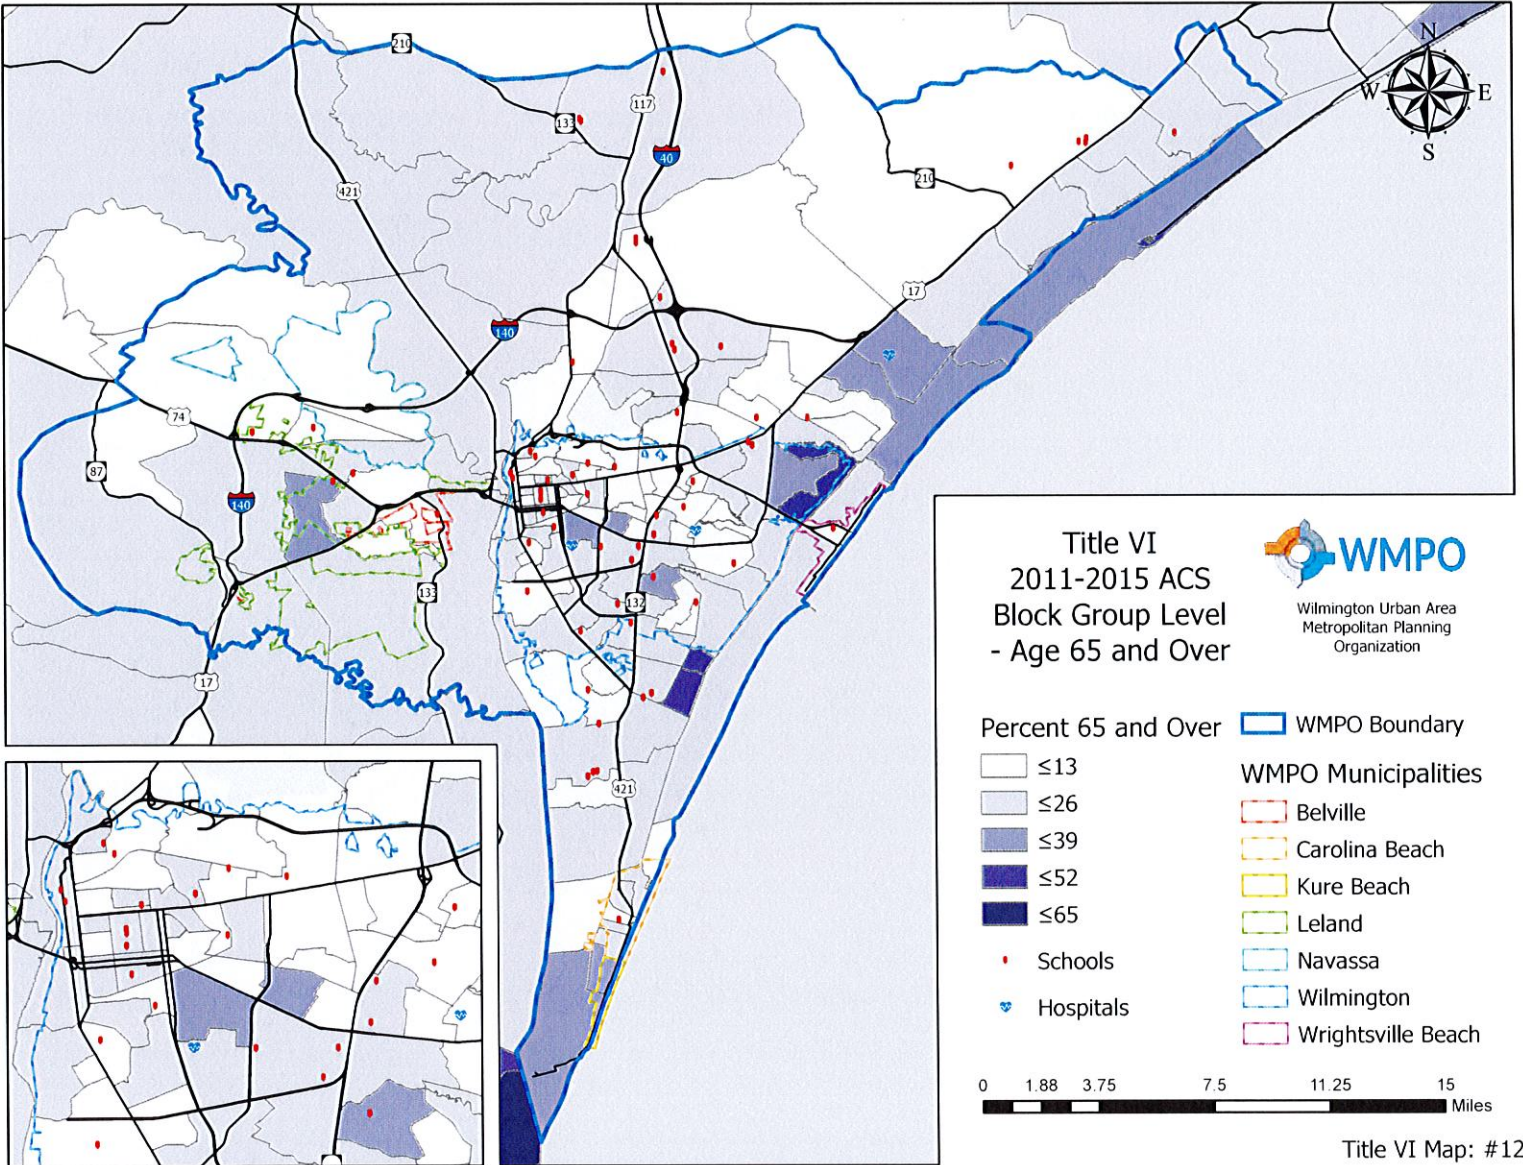 210
N
W
E
S
117
133
40
421
210
17
140
74
87
140
133
132
17
421
Title VI
2011-2015 ACS
Block Group Level
- Age 65 and Over
WMPO
Wilmington Urban Area
Metropolitan Planning
Organization
Percent 65 and Over
≤13
≤26
≤39
≤52
≤65
Schools
Hospitals
WMPO Boundary
WMPO Municipalities
Belville
Carolina Beach
Kure Beach
Leland
Navassa
Wilmington
Wrightsville Beach
0 1.88 3.75 7.5 11.25 15
Miles
Title VI Map: #12